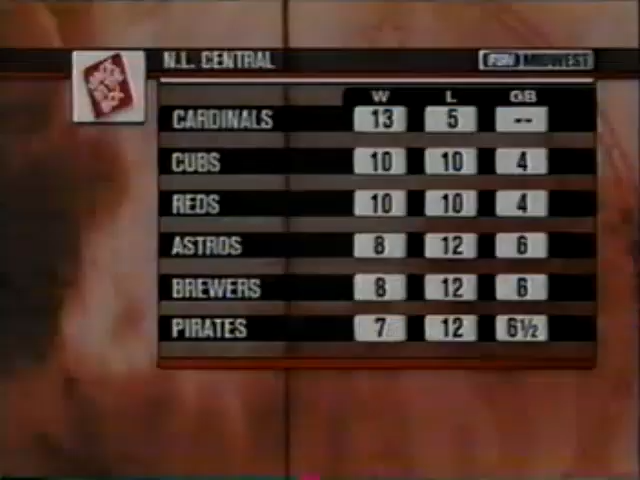 N.L. CENTRAL FSN MIDWEST
W L GB
CARDINALS 13 5 --
CUBS 10 10 4
REDS 10 10 4
ASTROS 8 12 6
BREWERS 8 12 6
PIRATES 7 12 6½